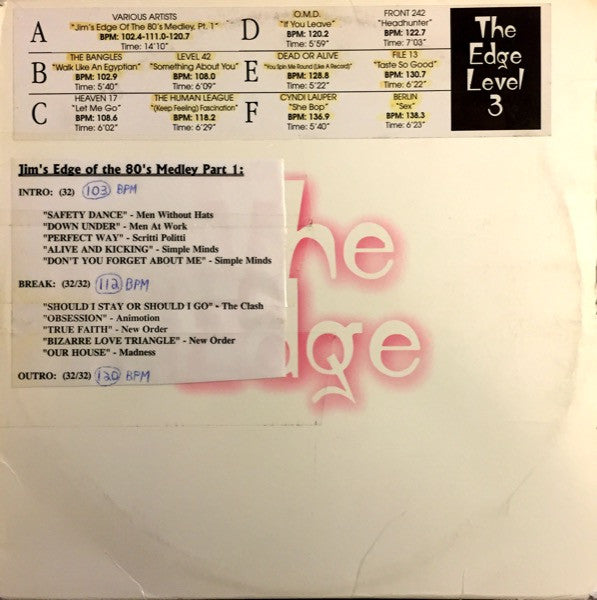 A
VARIOUS ARTISTS
"Jim's Edge Of The 80's Medley, Pt. 1"
BPM: 102.4-111.0-120.7
Time: 14'10"
D
O.M.D.
"If You Leave"
BPM: 120.2
Time: 5'59"
FRONT 242
"Headhunter"
BPM: 122.7
Time: 7'03"
B
THE BANGLES
"Walk Like An Egyptian"
BPM: 102.9
Time: 5'40"
LEVEL 42
"Something About You"
BPM: 108.0
Time: 6'09"
E
DEAD OR ALIVE
"You Spin Me Round (Like A Record)"
BPM: 128.8
Time: 5'22"
FILE 13
"Taste So Good"
BPM: 130.7
Time: 6'22"
C
HEAVEN 17
"Let Me Go"
BPM: 108.6
Time: 6'02"
THE HUMAN LEAGUE
"(Keep Feeling) Fascination"
BPM: 118.2
Time: 6'29"
F
CYNDI LAUPER
"She Bop"
BPM: 136.9
Time: 5'40"
BERLIN
"Sex"
BPM: 138.3
Time: 6'23"
The
Edge
Level
3
Jim's Edge of the 80's Medley Part 1:
INTRO: (32) 103 BPM
"SAFETY DANCE" - Men Without Hats
"DOWN UNDER" - Men At Work
"PERFECT WAY" - Scritti Politti
"ALIVE AND KICKING" - Simple Minds
"DON'T YOU FORGET ABOUT ME" - Simple Minds
BREAK: (32/32) 112 BPM
"SHOULD I STAY OR SHOULD I GO" - The Clash
"OBSESSION" - Animotion
"TRUE FAITH" - New Order
"BIZARRE LOVE TRIANGLE" - New Order
"OUR HOUSE" - Madness
OUTRO: (32/32) 120 BPM
The
Edge